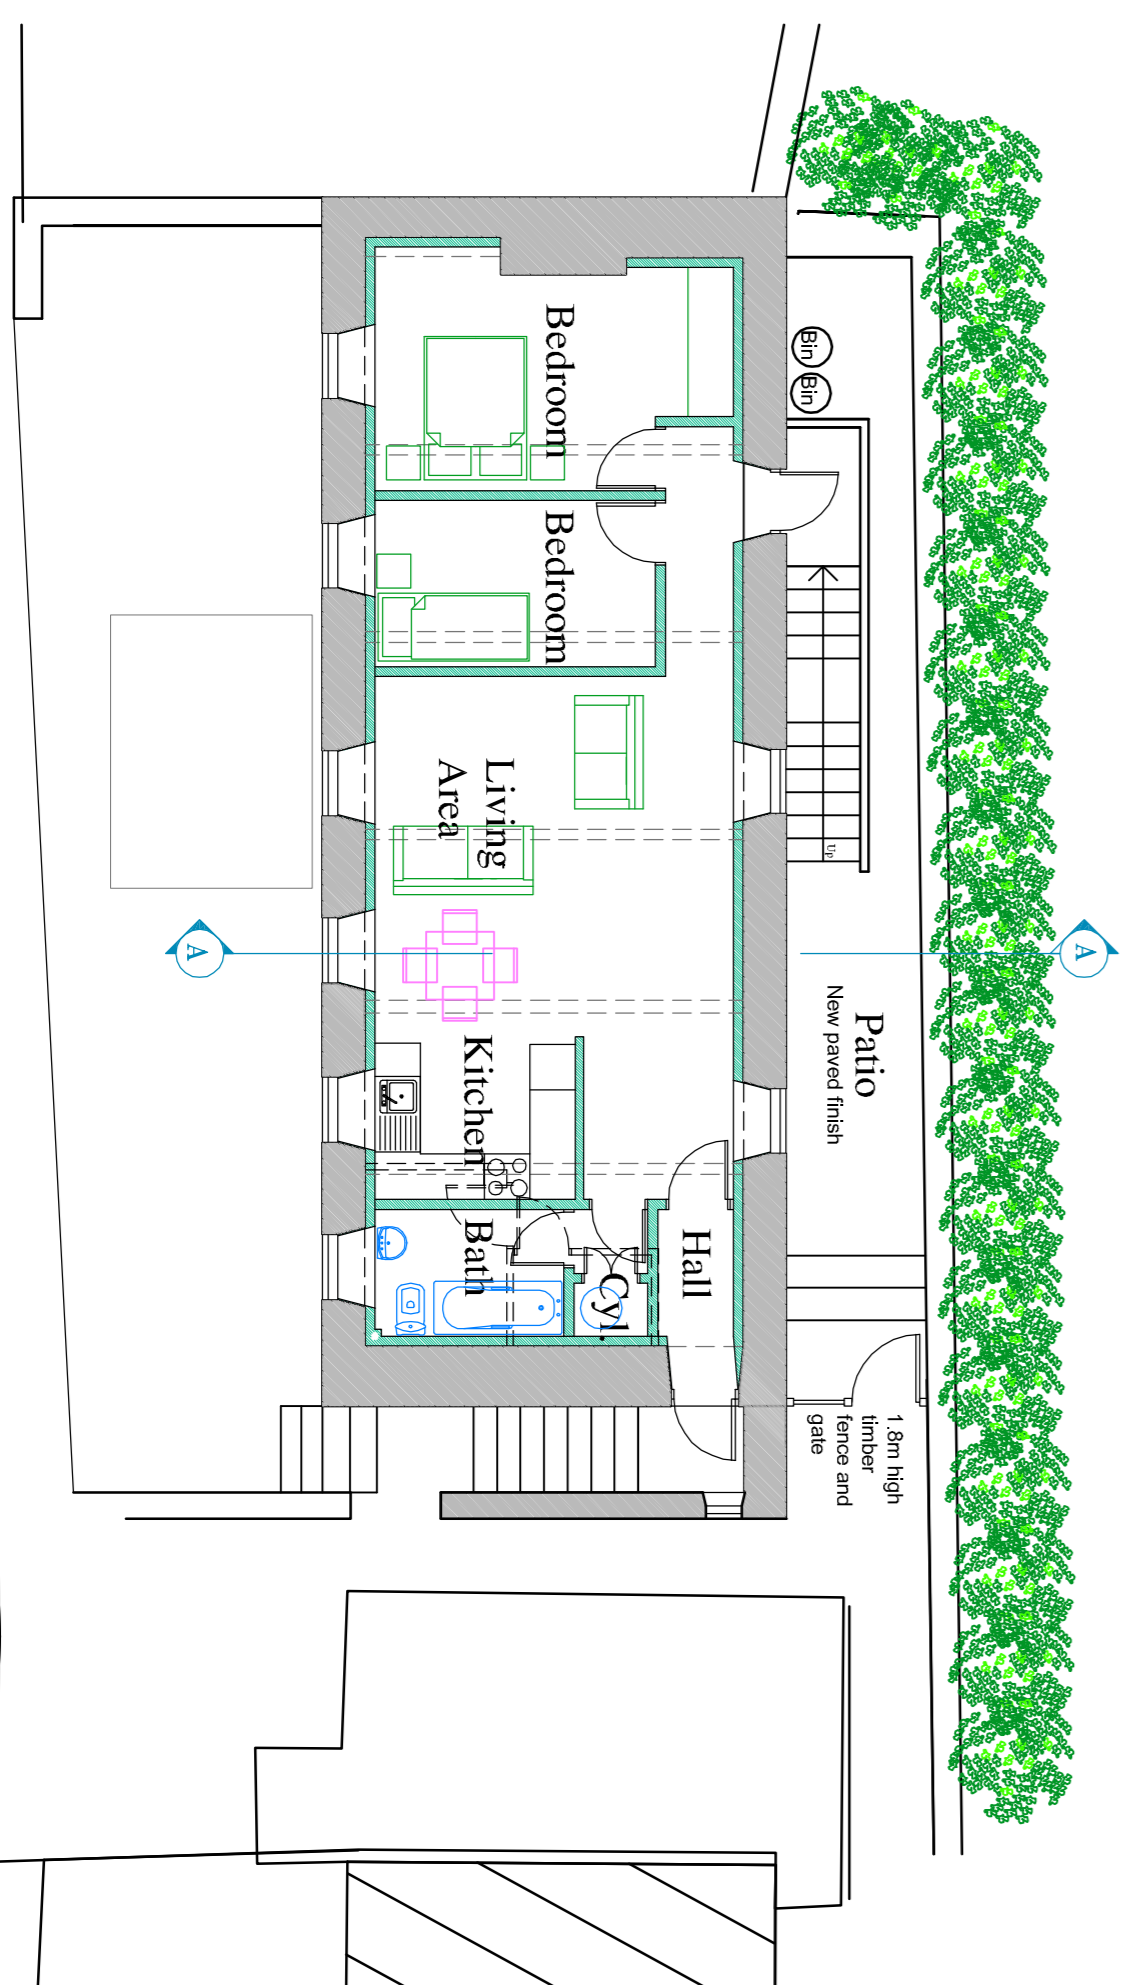 Bedroom
Bedroom
Living
Area
Kitchen
Bath
Cyl.
Hall
Bin
Bin
Up
A
A
Patio
New paved finish
1.8m high
timber
fence and
gate